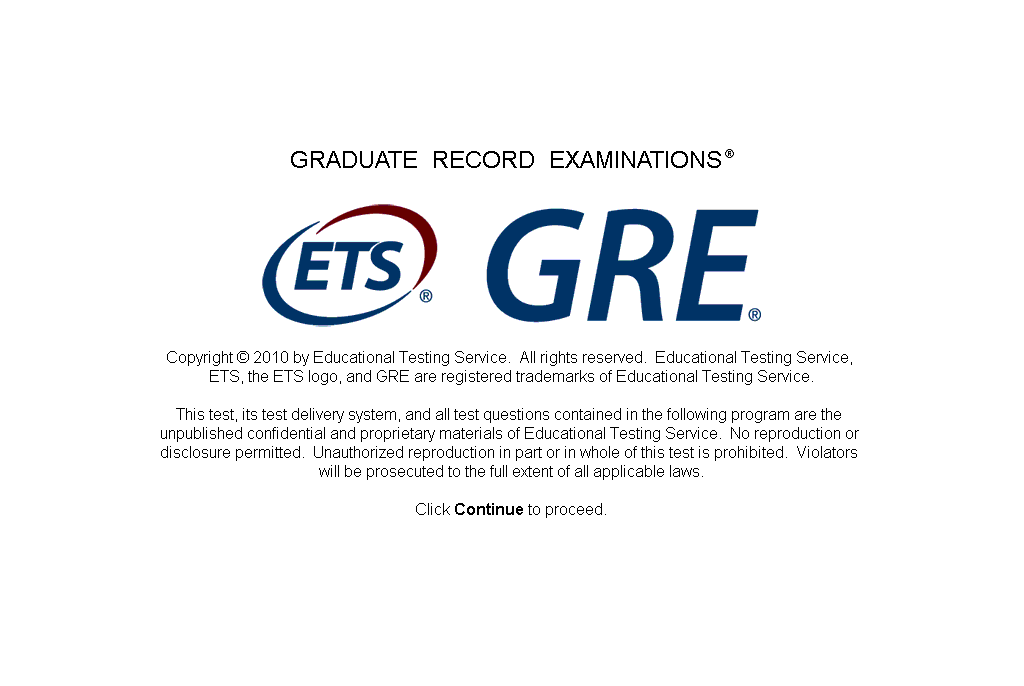 GRADUATE RECORD EXAMINATIONS®
ETS®
GRE®
Copyright © 2010 by Educational Testing Service. All rights reserved. Educational Testing Service,
ETS, the ETS logo, and GRE are registered trademarks of Educational Testing Service.
This test, its test delivery system, and all test questions contained in the following program are the
unpublished confidential and proprietary materials of Educational Testing Service. No reproduction or
disclosure permitted. Unauthorized reproduction in part or in whole of this test is prohibited. Violators
will be prosecuted to the full extent of all applicable laws.
Click Continue to proceed.